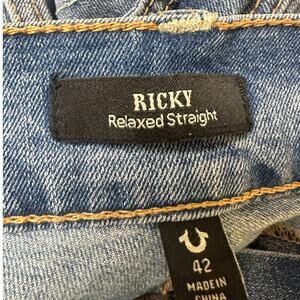 RICKY
Relaxed Straight
42
MADE IN
CHINA